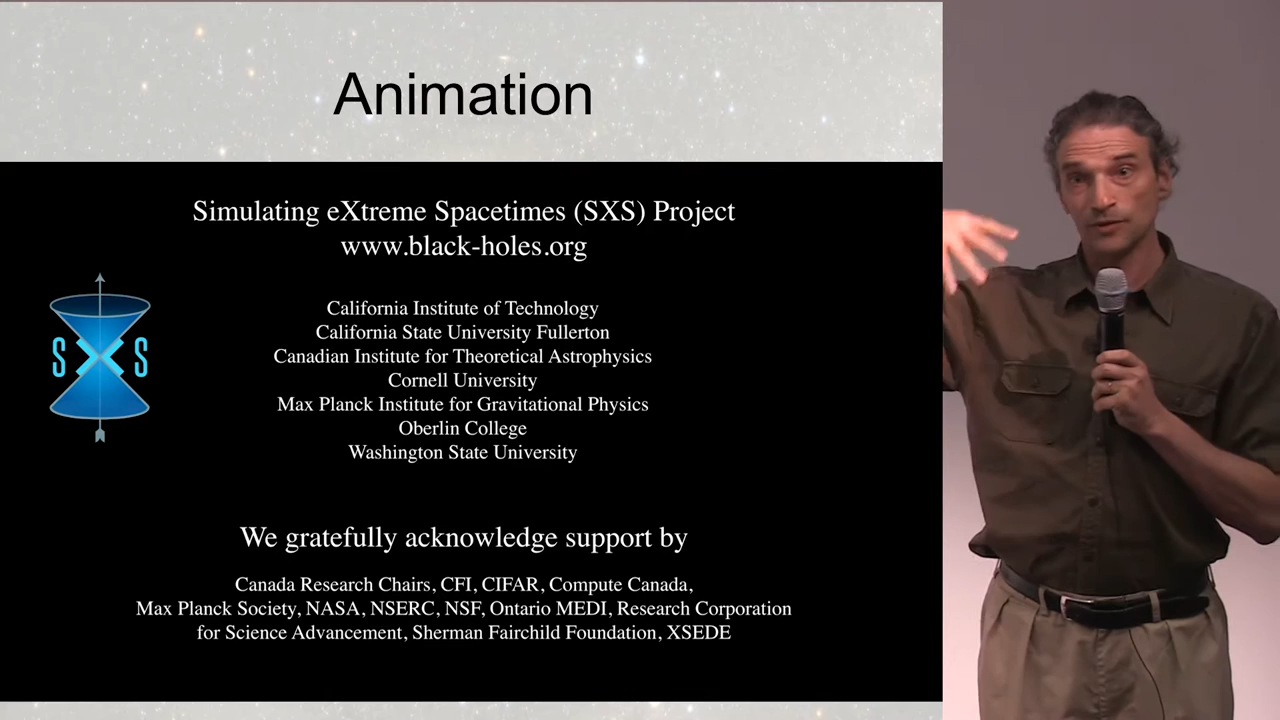 Animation
Simulating eXtreme Spacetimes (SXS) Project
www.black-holes.org
S X S
California Institute of Technology
California State University Fullerton
Canadian Institute for Theoretical Astrophysics
Cornell University
Max Planck Institute for Gravitational Physics
Oberlin College
Washington State University
We gratefully acknowledge support by
Canada Research Chairs, CFI, CIFAR, Compute Canada,
Max Planck Society, NASA, NSERC, NSF, Ontario MEDI, Research Corporation
for Science Advancement, Sherman Fairchild Foundation, XSEDE